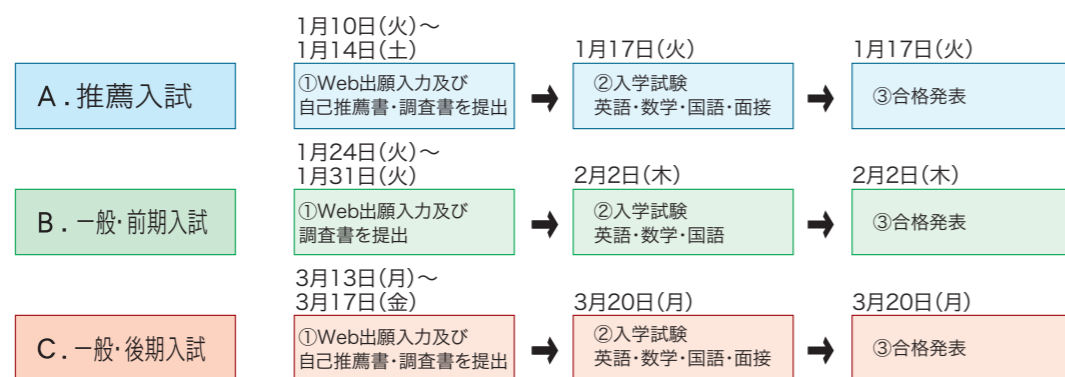 1月10日(火)～
1月14日(土)
1月17日(火)
1月17日(火)
A.推薦入試
①Web出願入力及び
自己推薦書・調査書を提出
②入学試験
英語・数学・国語・面接
③合格発表
1月24日(火)～
1月31日(火)
2月2日(木)
2月2日(木)
B.一般・前期入試
①Web出願入力及び
調査書を提出
②入学試験
英語・数学・国語
③合格発表
3月13日(月)～
3月17日(金)
3月20日(月)
3月20日(月)
C.一般・後期入試
①Web出願入力及び
自己推薦書・調査書を提出
②入学試験
英語・数学・国語・面接
③合格発表